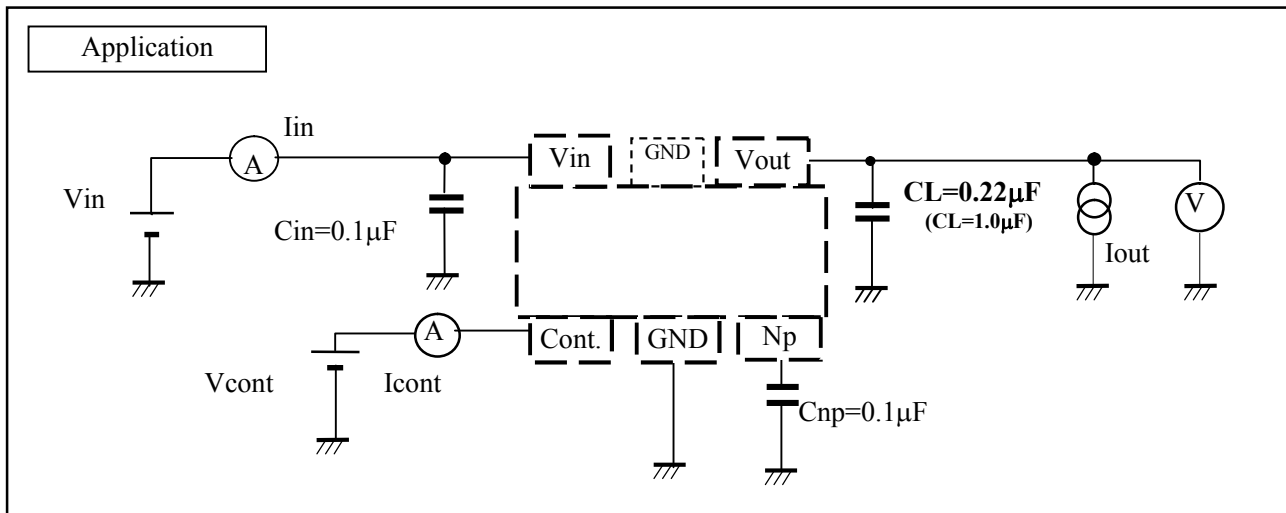 Application
Iin
A
Vin
Vin
GND
Vout
Cin=0.1μF
CL=0.22μF
(CL=1.0μF)
V
Iout
A
Cont.
GND
Np
Vcont
Icont
Cnp=0.1μF